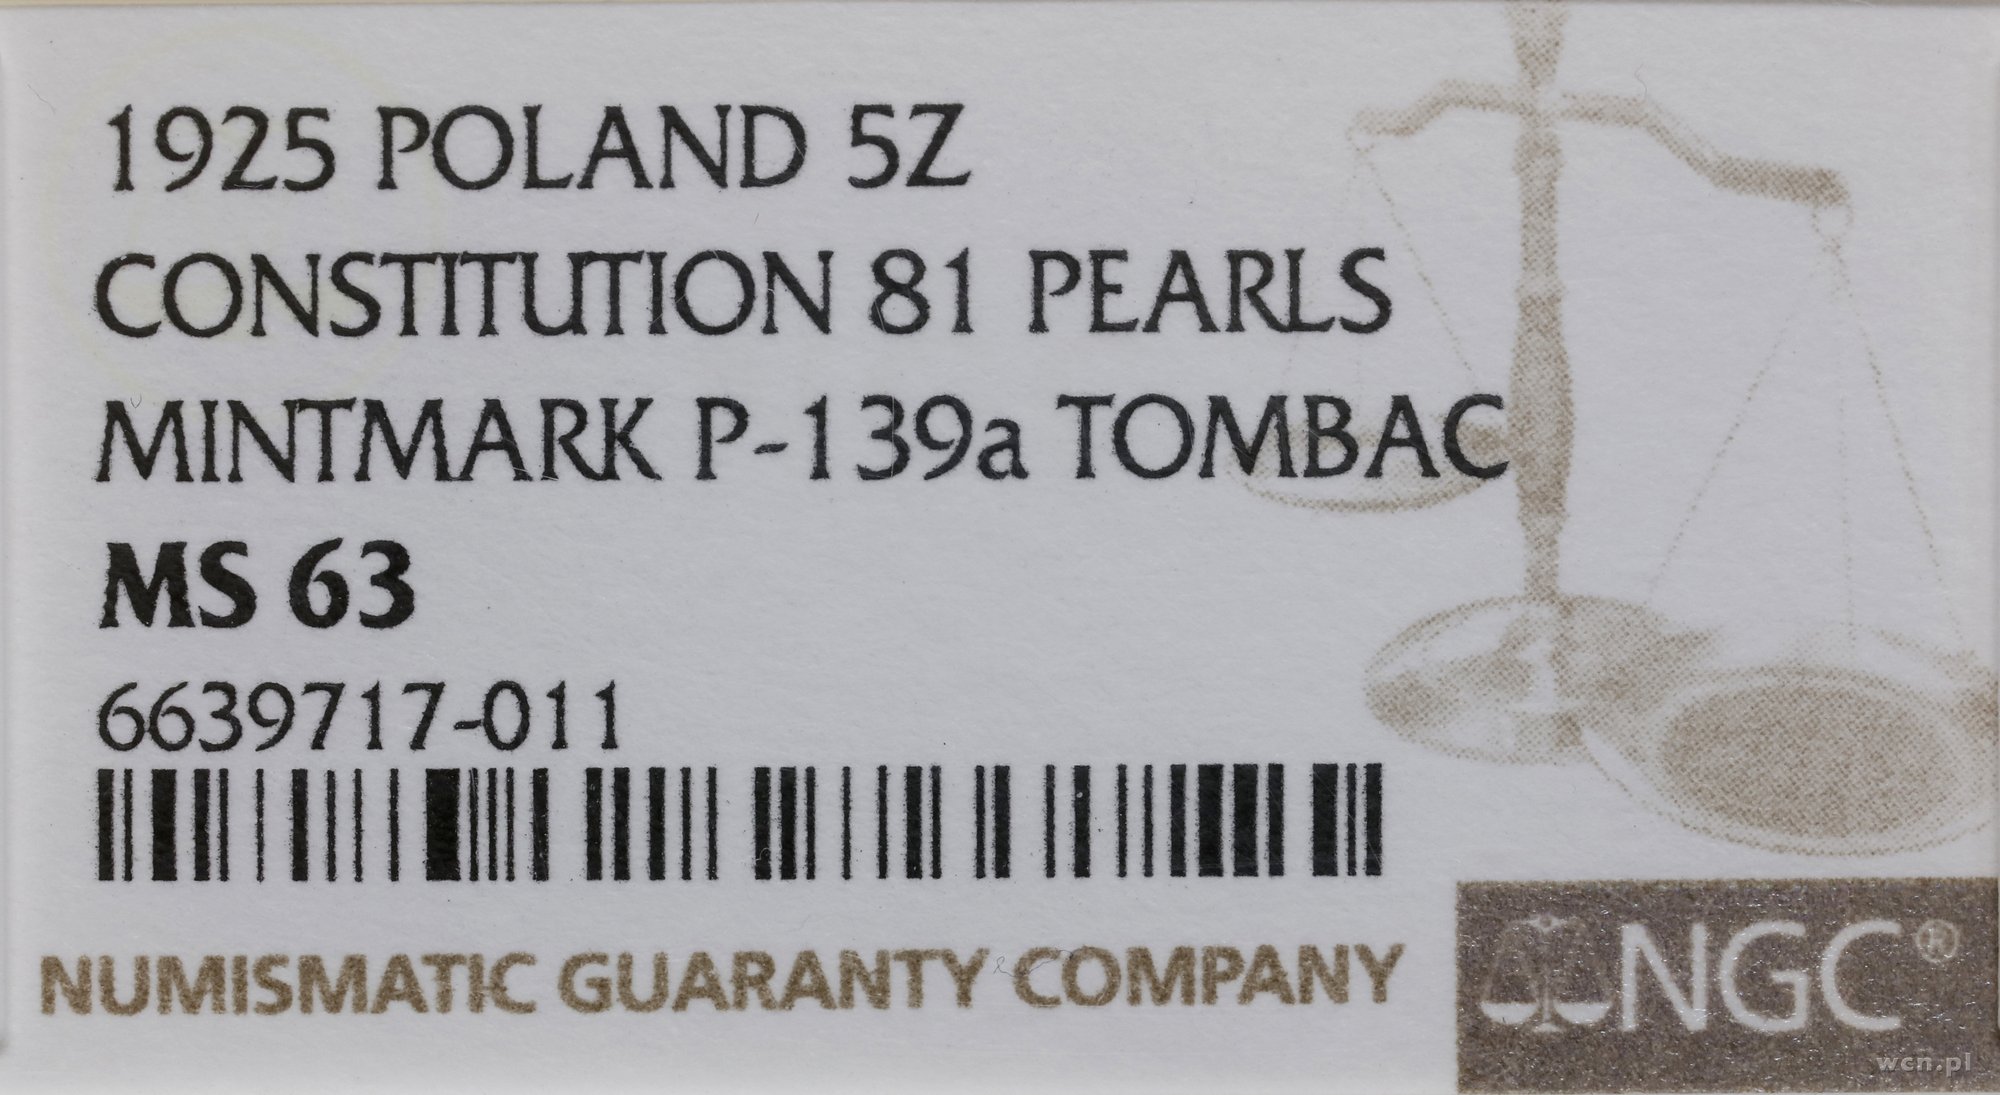 1925 POLAND 5Z
CONSTITUTION 81 PEARLS
MINTMARK P-139a TOMBAC
MS 63
6639717-011
NUMISMATIC GUARANTY COMPANY
NGC®
wcn.pl